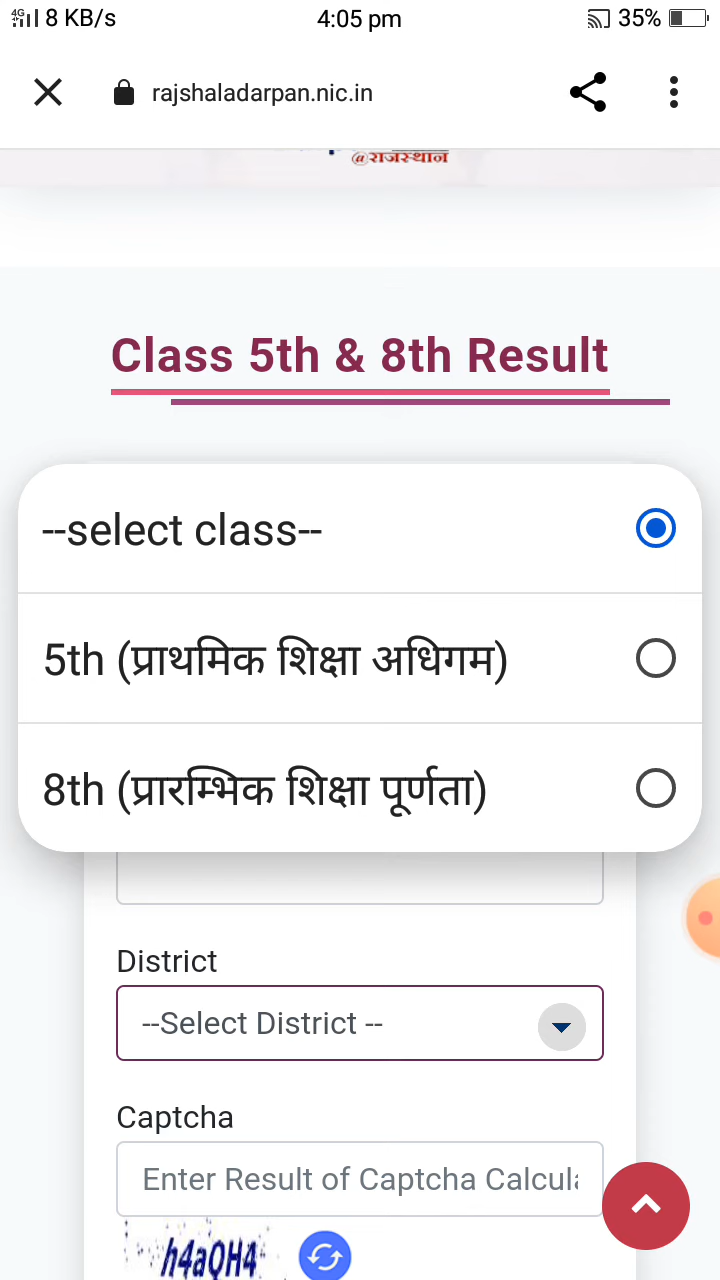 4G 8 KB/s 4:05 pm 35%
rajshaladarpan.nic.in
@राजस्थान
Class 5th & 8th Result
--select class--
5th (प्राथमिक शिक्षा अधिगम)
8th (प्रारम्भिक शिक्षा पूर्णता)
District
--Select District --
Captcha
Enter Result of Captcha Calcula
h4aQH4